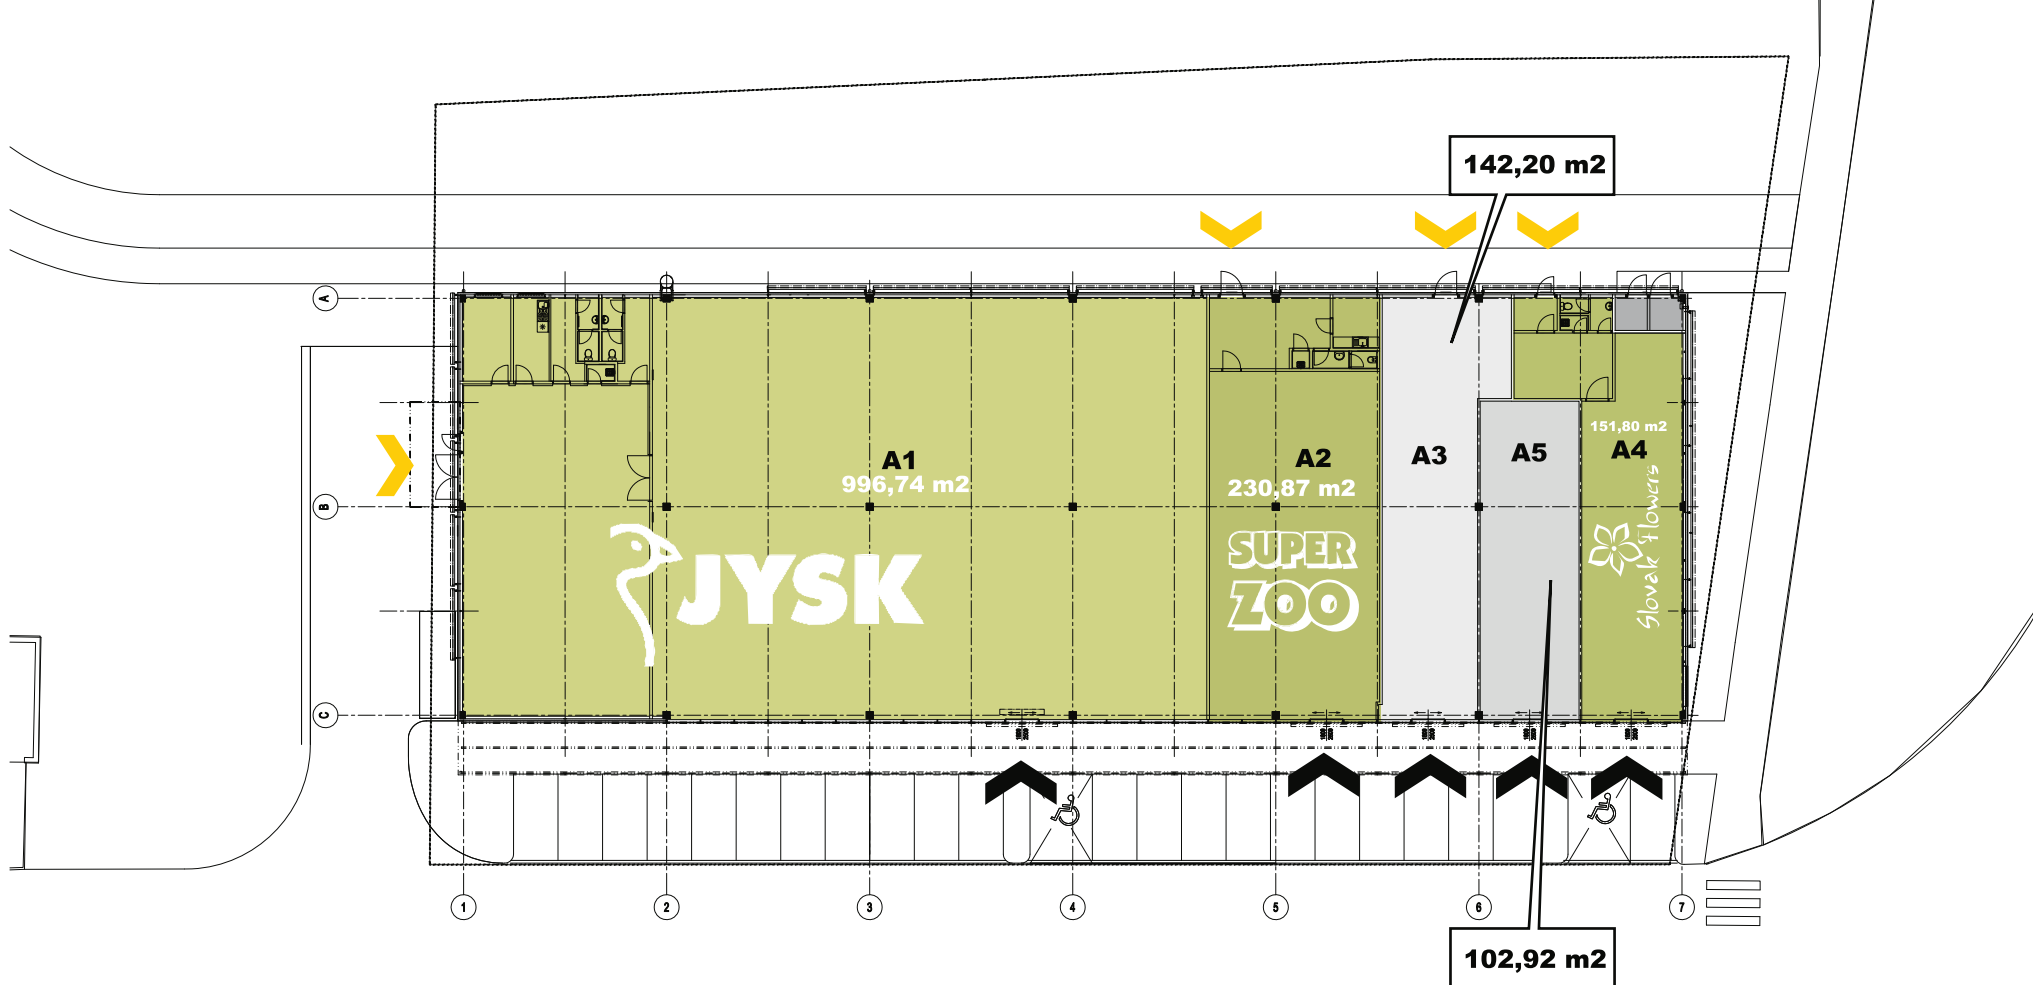 142,20 m2
A
B
C
A1
996,74 m2
A2
230,87 m2
A3
A5
151,80 m2
A4
JYSK
SUPER
ZOO
Slovak Flowers
1
2
3
4
5
6
7
102,92 m2